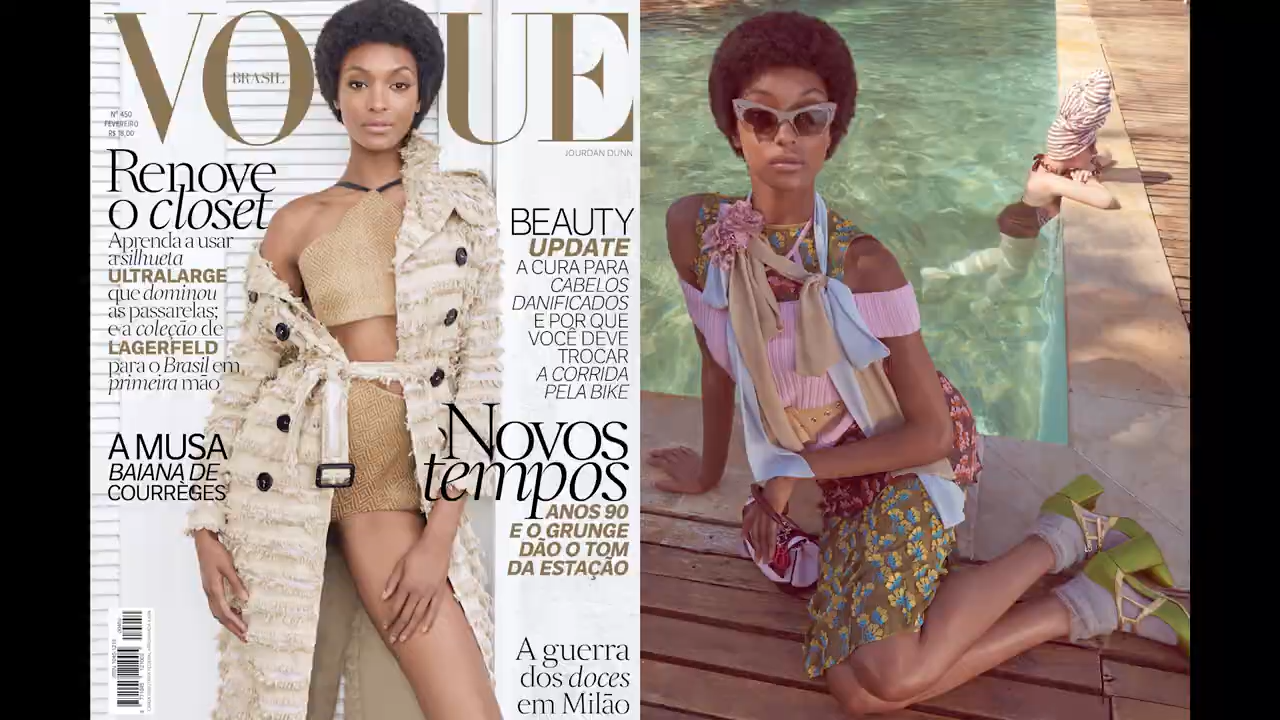 VOGUE
BRASIL
Nº 450
FEVEREIRO
R$ 18,00
JOURDAN DUNN
Renove
o closet
Aprenda a usar
a silhueta
ULTRALARGE
que dominou
as passarelas;
e a coleção de
LAGERFELD
para o Brasil em
primeira mão
A MUSA
BAIANA DE
COURRÈGES
BEAUTY
UPDATE
A CURA PARA
CABELOS
DANIFICADOS
E POR QUE
VOCÊ DEVE
TROCAR
A CORRIDA
PELA BIKE
Novos
tempos
ANOS 90
E O GRUNGE
DÃO O TOM
DA ESTAÇÃO
A guerra
dos doces
em Milão